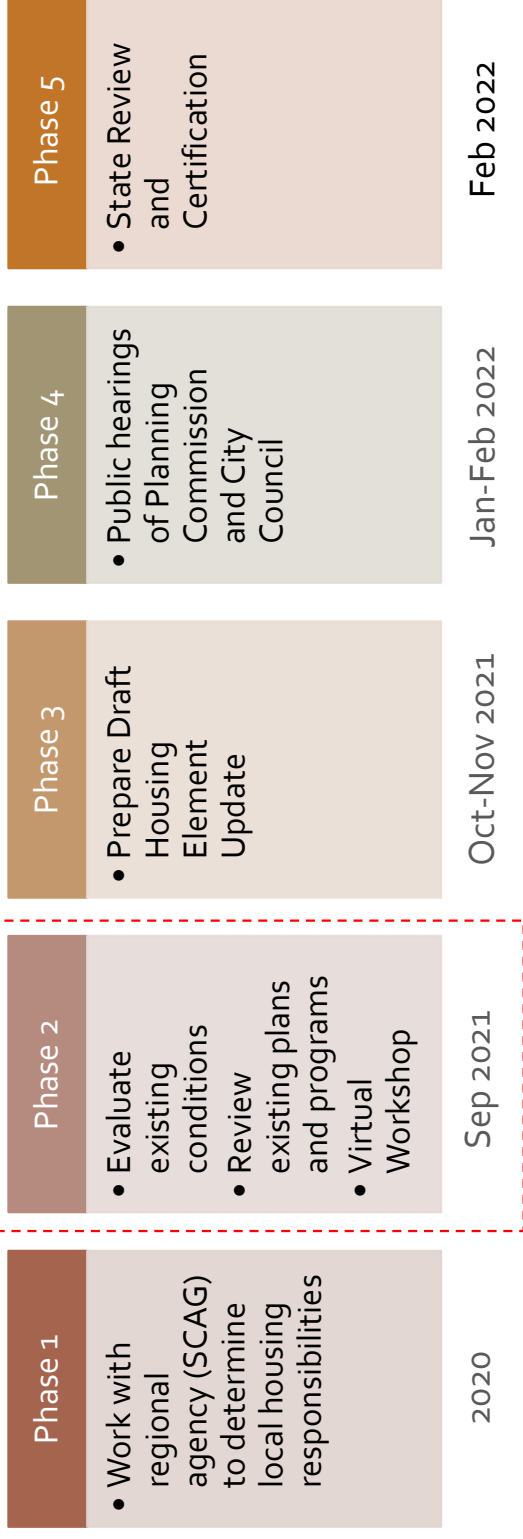 Phase 1
• Work with
regional
agency (SCAG)
to determine
local housing
responsibilities
2020
Phase 2
• Evaluate
existing
conditions
• Review
existing plans
and programs
• Virtual
Workshop
Sep 2021
Phase 3
• Prepare Draft
Housing
Element
Update
Oct-Nov 2021
Phase 4
• Public hearings
of Planning
Commission
and City
Council
Jan-Feb 2022
Phase 5
• State Review
and
Certification
Feb 2022